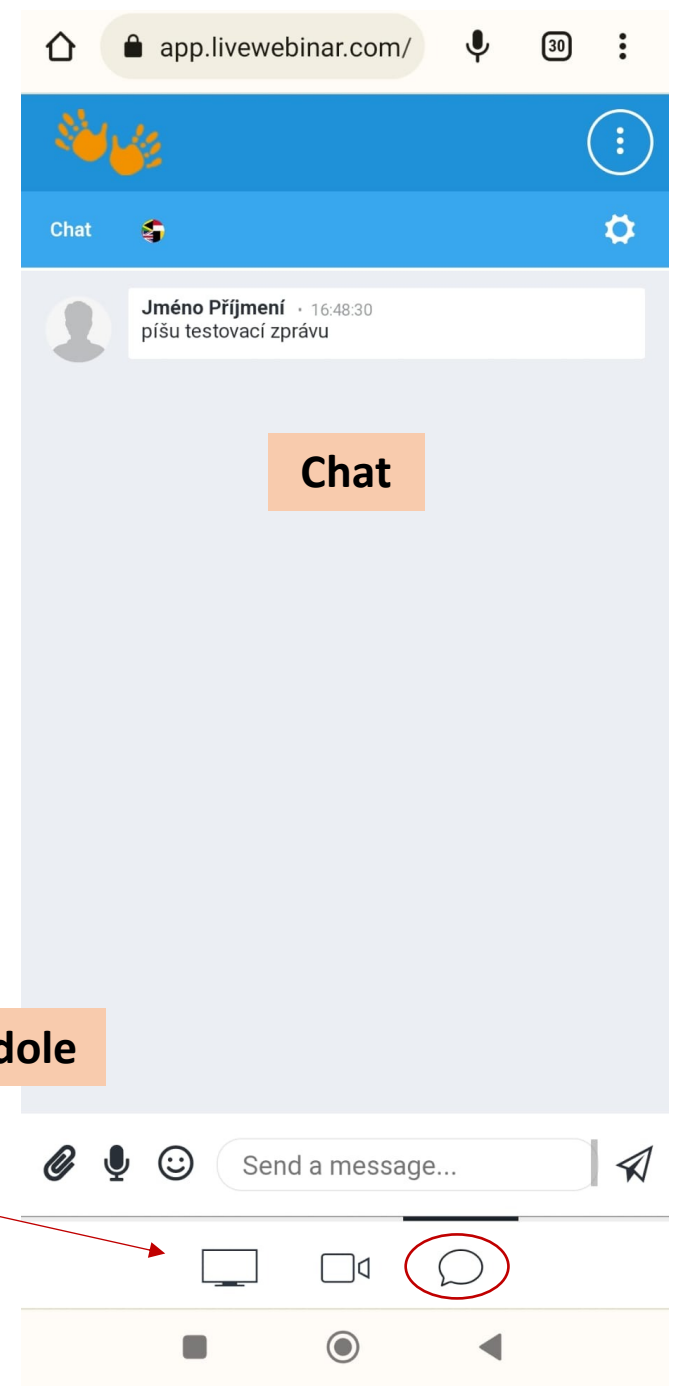 app.livewebinar.com/
30
Chat
Jméno Příjmení · 16:48:30
píšu testovací zprávu
Chat
dole
Send a message...